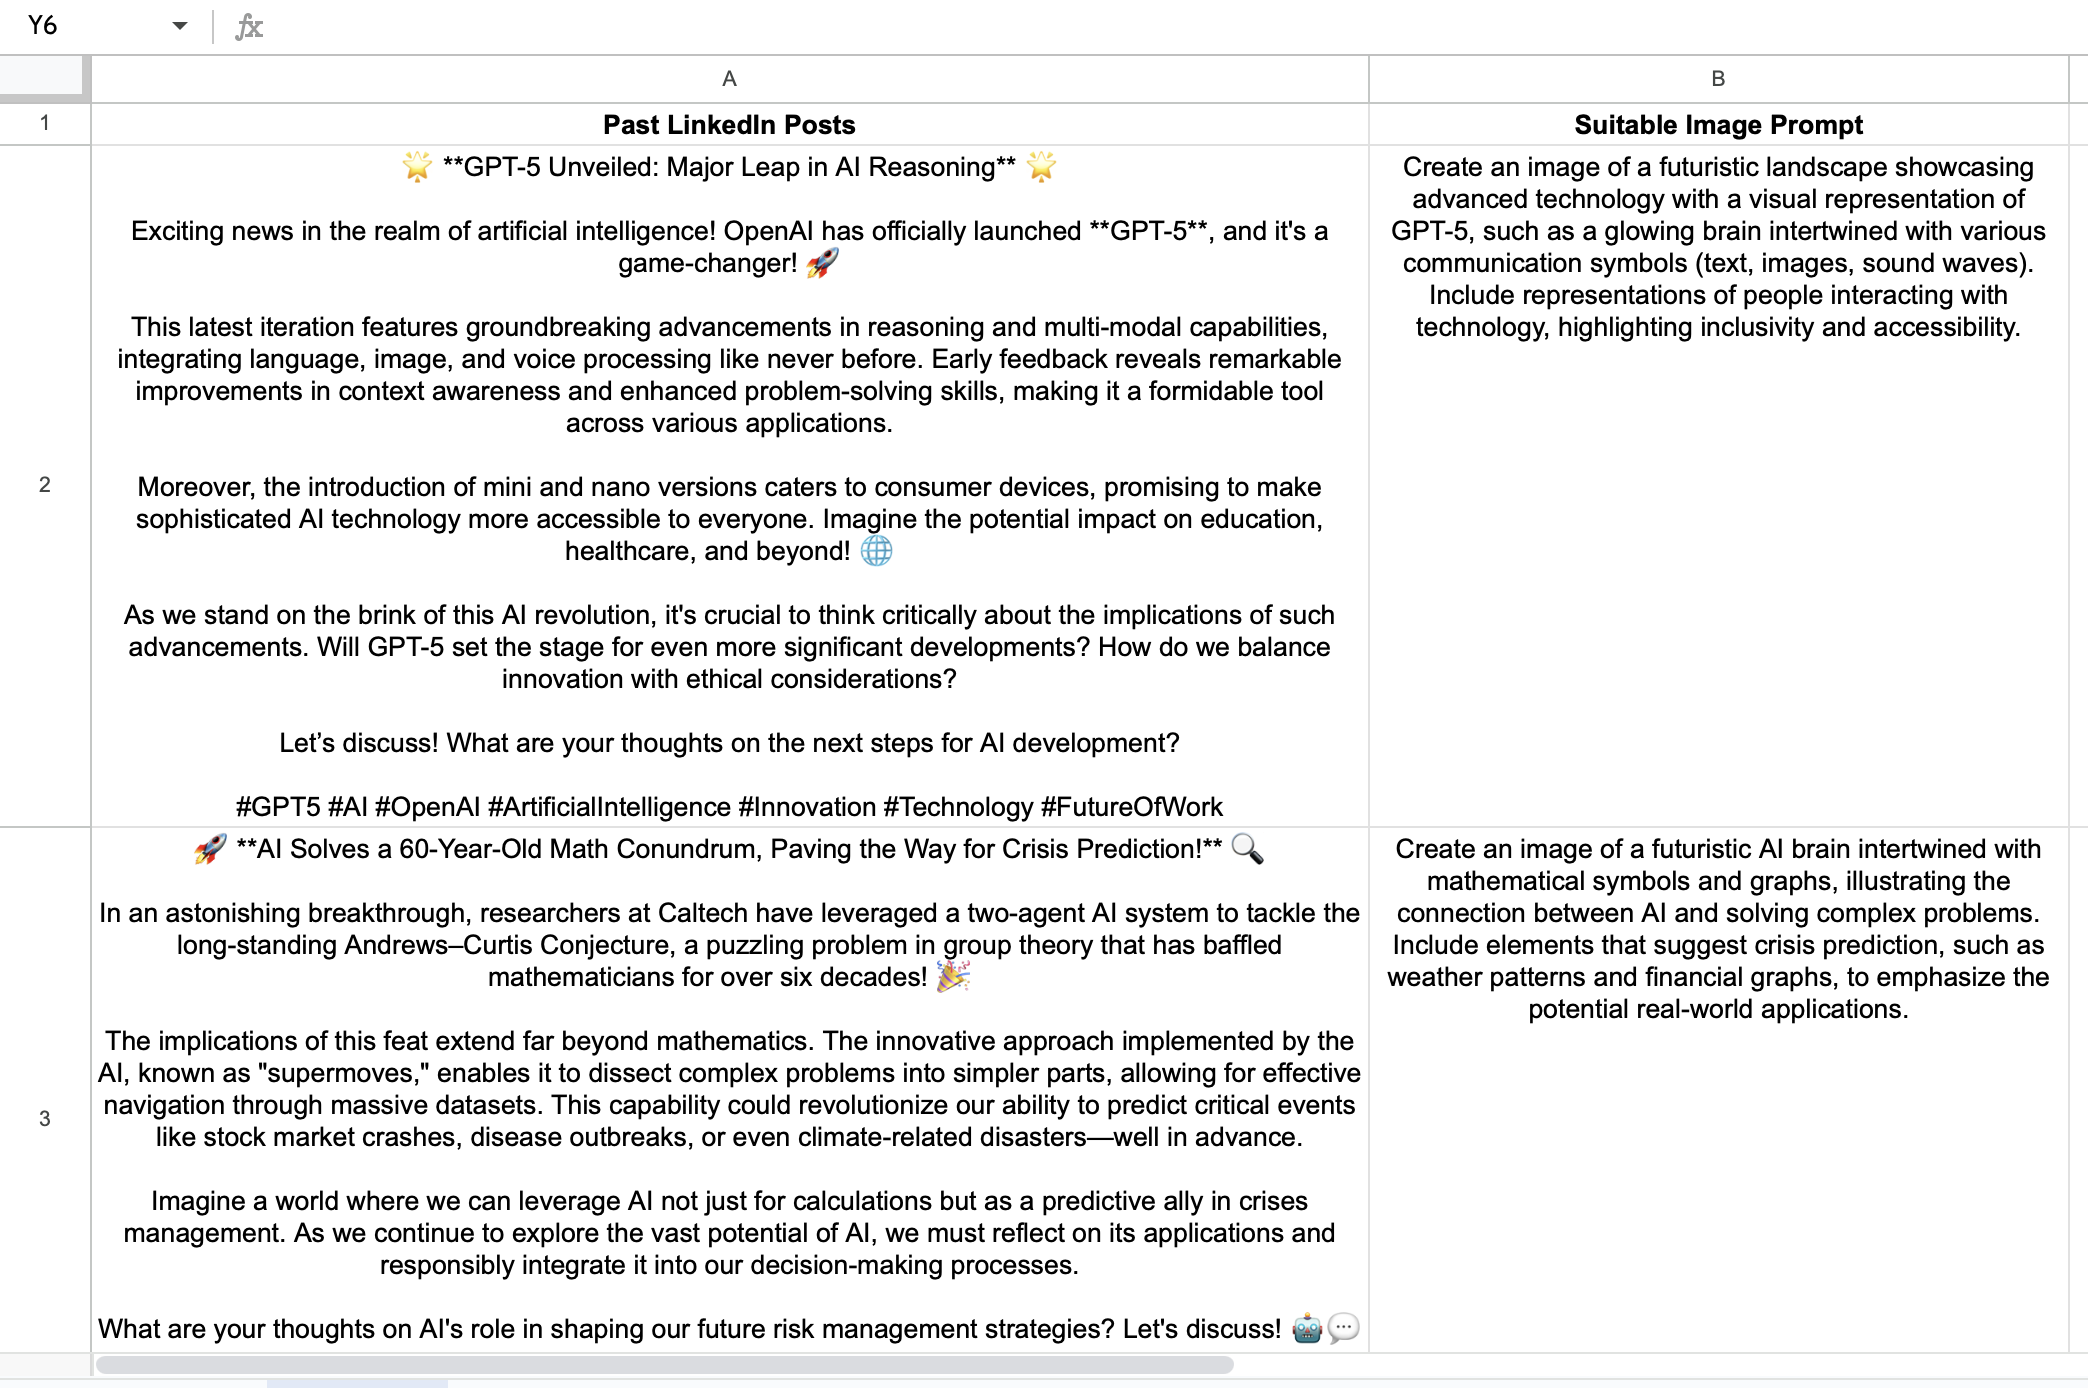 Y6
fx
A
B
1
Past LinkedIn Posts
Suitable Image Prompt
2
🌟 **GPT-5 Unveiled: Major Leap in AI Reasoning** 🌟
Exciting news in the realm of artificial intelligence! OpenAI has officially launched **GPT-5**, and it's a
game-changer! 🚀
This latest iteration features groundbreaking advancements in reasoning and multi-modal capabilities,
integrating language, image, and voice processing like never before. Early feedback reveals remarkable
improvements in context awareness and enhanced problem-solving skills, making it a formidable tool
across various applications.
Moreover, the introduction of mini and nano versions caters to consumer devices, promising to make
sophisticated AI technology more accessible to everyone. Imagine the potential impact on education,
healthcare, and beyond! 🌐
As we stand on the brink of this AI revolution, it's crucial to think critically about the implications of such
advancements. Will GPT-5 set the stage for even more significant developments? How do we balance
innovation with ethical considerations?
Let’s discuss! What are your thoughts on the next steps for AI development?
#GPT5 #AI #OpenAI #ArtificialIntelligence #Innovation #Technology #FutureOfWork
Create an image of a futuristic landscape showcasing
advanced technology with a visual representation of
GPT-5, such as a glowing brain intertwined with various
communication symbols (text, images, sound waves).
Include representations of people interacting with
technology, highlighting inclusivity and accessibility.
3
🚀 **AI Solves a 60-Year-Old Math Conundrum, Paving the Way for Crisis Prediction!** 🔍
In an astonishing breakthrough, researchers at Caltech have leveraged a two-agent AI system to tackle the
long-standing Andrews–Curtis Conjecture, a puzzling problem in group theory that has baffled
mathematicians for over six decades! 🎉
The implications of this feat extend far beyond mathematics. The innovative approach implemented by the
AI, known as "supermoves," enables it to dissect complex problems into simpler parts, allowing for effective
navigation through massive datasets. This capability could revolutionize our ability to predict critical events
like stock market crashes, disease outbreaks, or even climate-related disasters—well in advance.
Imagine a world where we can leverage AI not just for calculations but as a predictive ally in crises
management. As we continue to explore the vast potential of AI, we must reflect on its applications and
responsibly integrate it into our decision-making processes.
What are your thoughts on AI's role in shaping our future risk management strategies? Let's discuss! 🤖💬
Create an image of a futuristic AI brain intertwined with
mathematical symbols and graphs, illustrating the
connection between AI and solving complex problems.
Include elements that suggest crisis prediction, such as
weather patterns and financial graphs, to emphasize the
potential real-world applications.